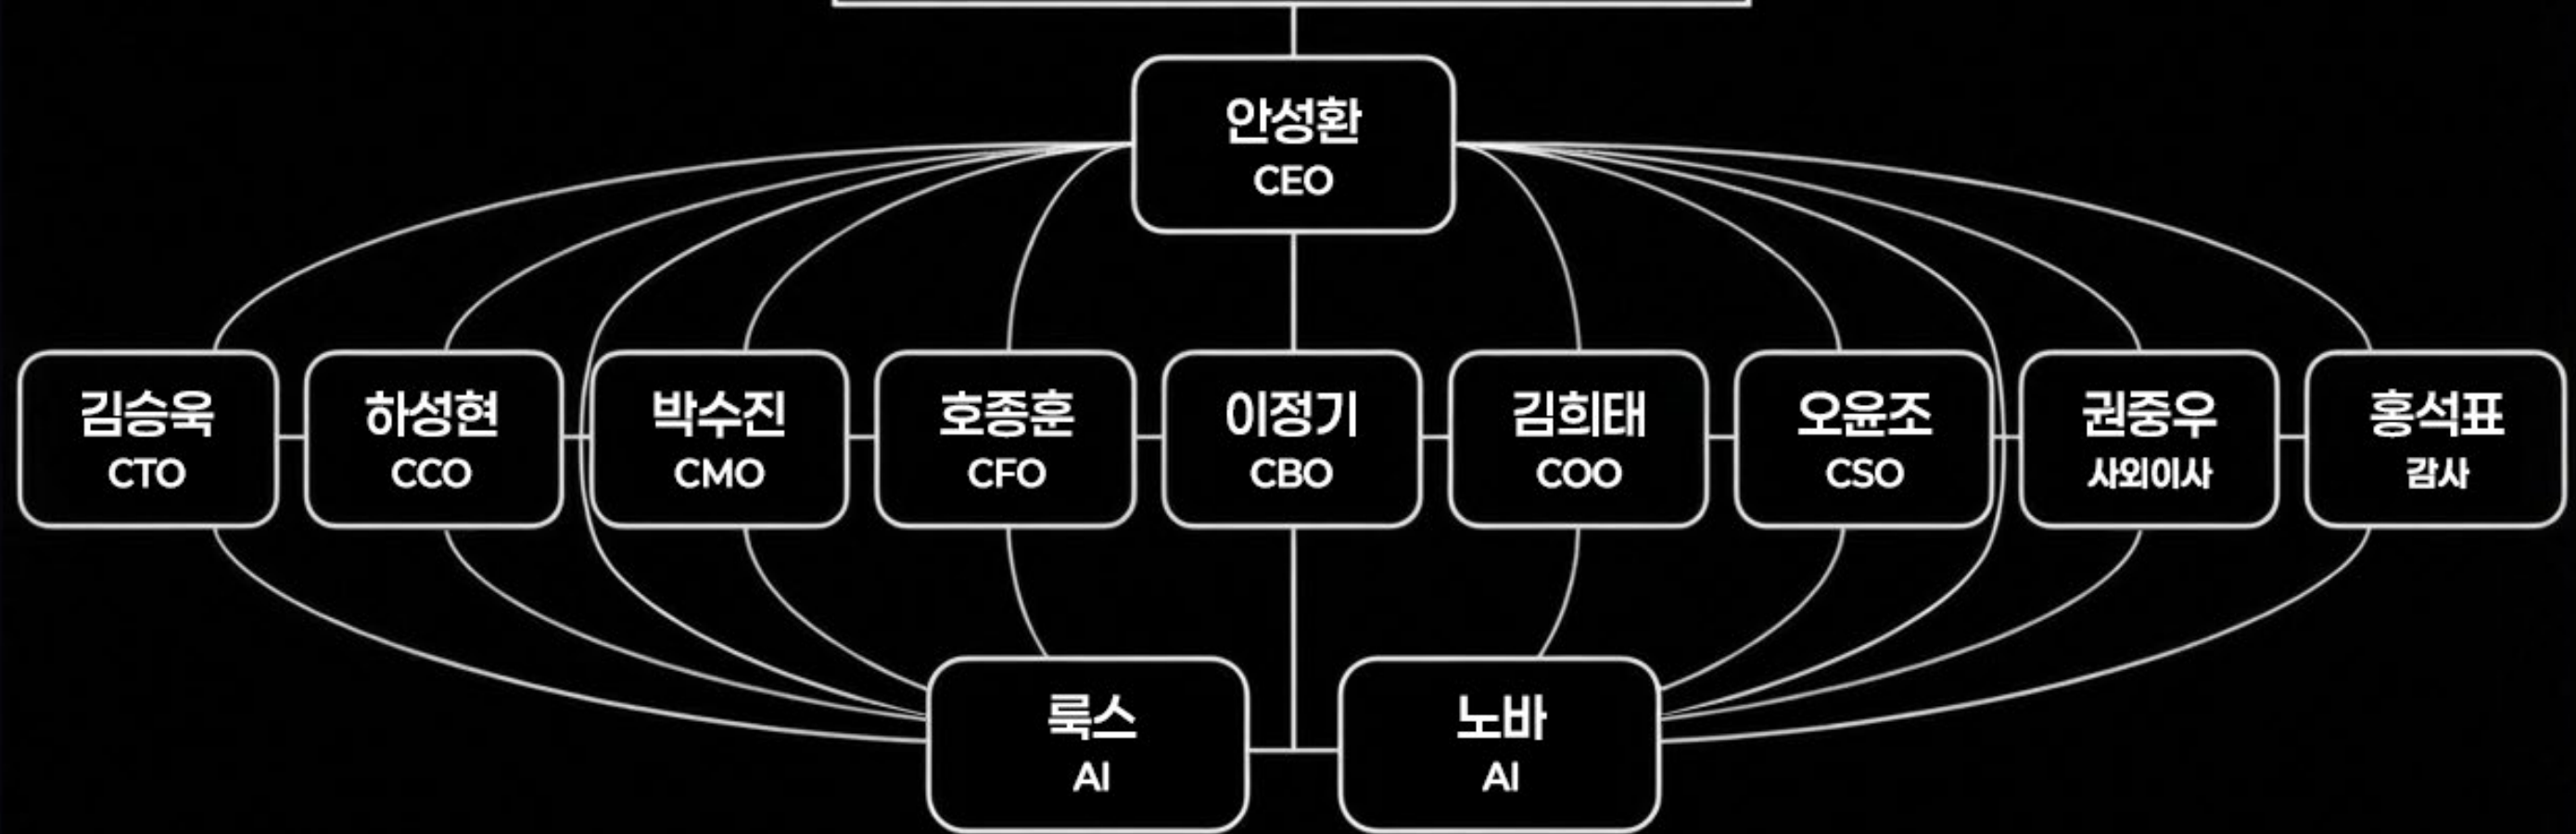 안성환
CEO
김승욱
CTO
하성현
CCO
박수진
CMO
호종훈
CFO
이정기
CBO
김희태
COO
오윤조
CSO
권중우
사외이사
홍석표
감사
룩스
AI
노바
AI